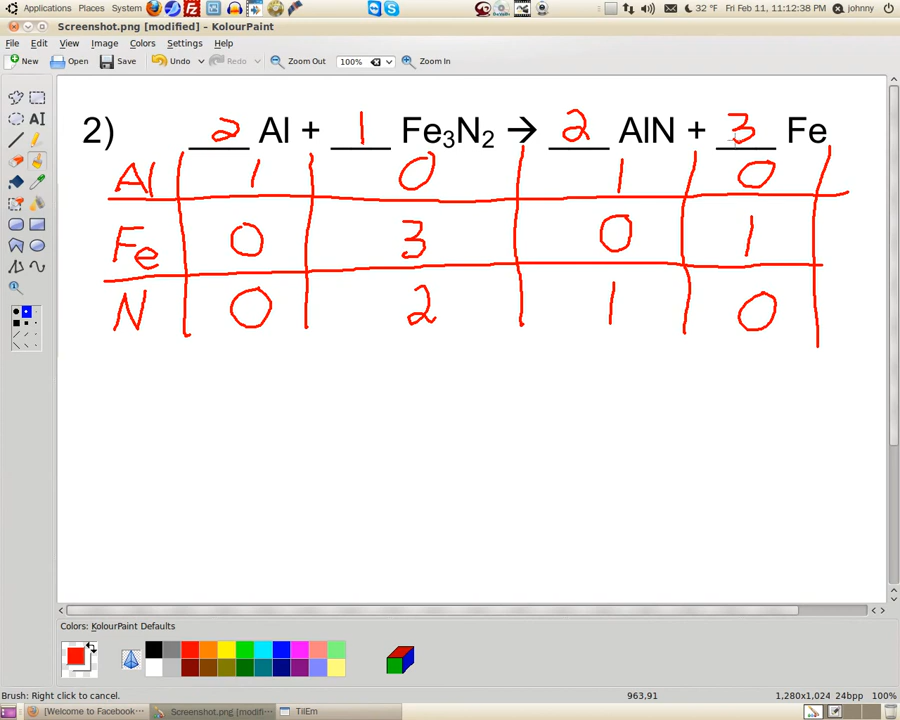 Applications Places System 32 °F Fri Feb 11, 11:12:38 PM johnny
Screenshot.png [modified] – KolourPaint
File Edit View Image Colors Settings Help
New Open Save Undo Redo Zoom Out 100% Zoom In
2) 2 Al + 1 Fe₃N₂ → 2 AlN + 3 Fe
Al 1 0 1 0
Fe 0 3 0 1
N 0 2 1 0
Colors: KolourPaint Defaults
Brush: Right click to cancel. 963,91 1,280x1,024 24bpp 100%
[Welcome to Facebook··· Screenshot.png [modifi··· TilEm